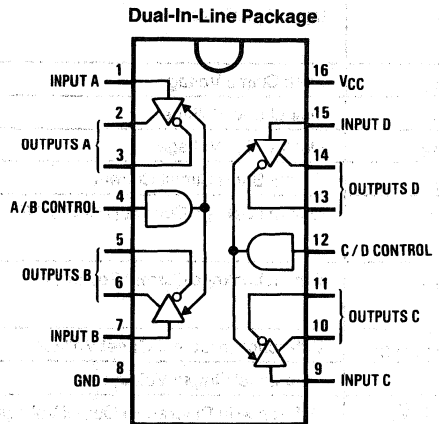 Dual-In-Line Package
1
INPUT A
2
OUTPUTS A
3
4
A/B CONTROL
5
OUTPUTS B
6
7
INPUT B
8
GND
16
VCC
15
INPUT D
14
OUTPUTS D
13
12
C/D CONTROL
11
OUTPUTS C
10
9
INPUT C